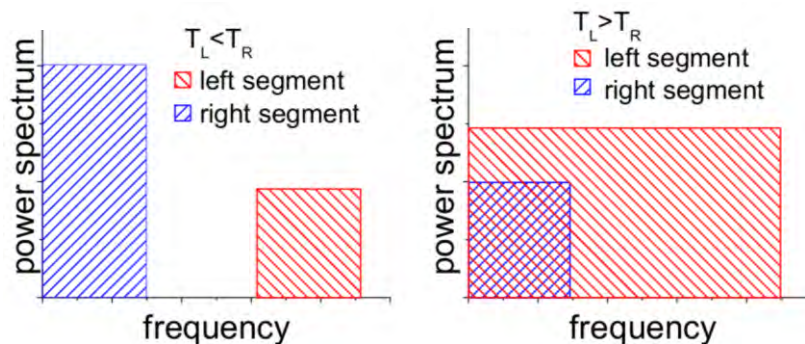 T_L<T_R
left segment
right segment
power spectrum
frequency
T_L>T_R
left segment
right segment
power spectrum
frequency